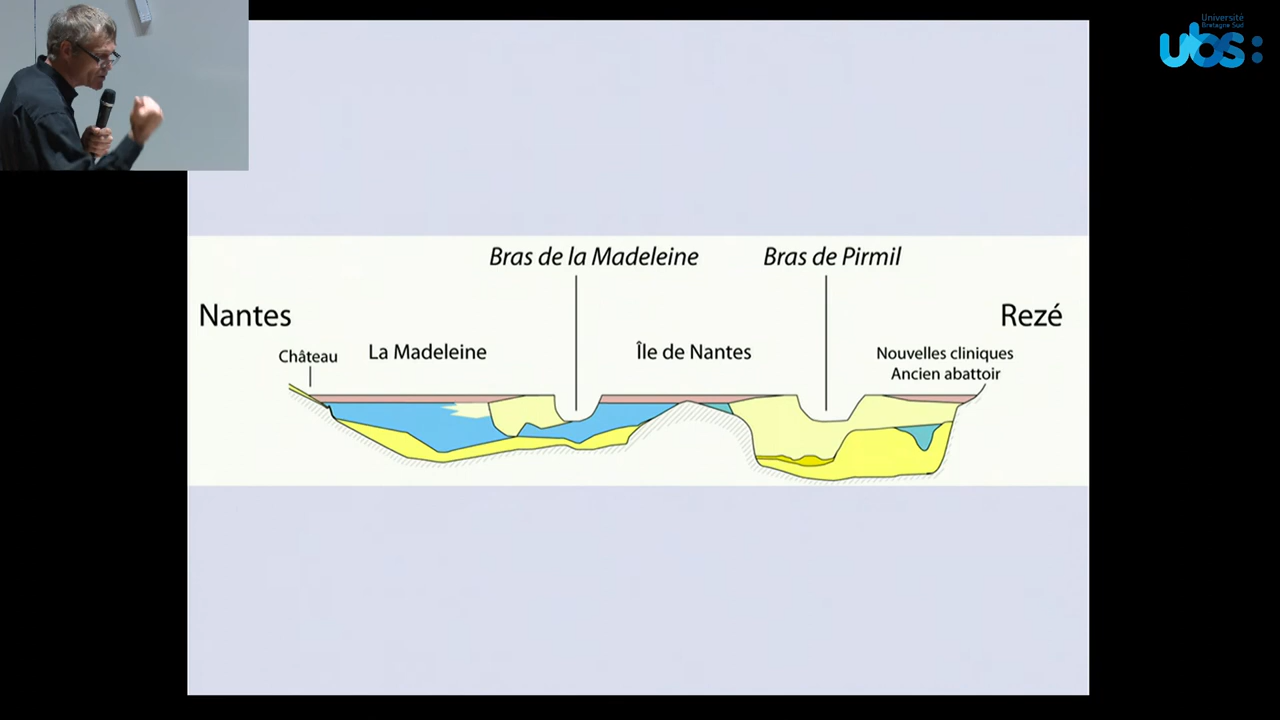 Université
Bretagne Sud
ubs:
Bras de la Madeleine
Bras de Pirmil
Nantes
Rezé
Château
La Madeleine
Île de Nantes
Nouvelles cliniques
Ancien abattoir